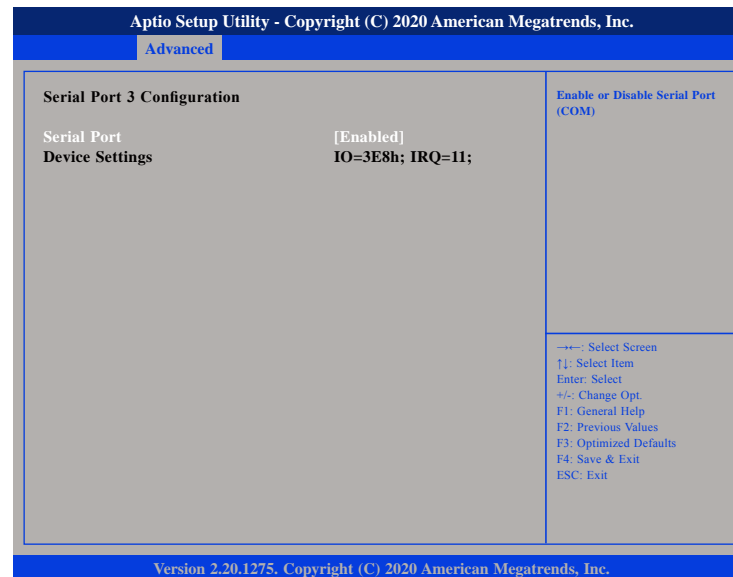 Aptio Setup Utility - Copyright (C) 2020 American Megatrends, Inc.
Advanced
Serial Port 3 Configuration
Serial Port [Enabled]
Device Settings IO=3E8h; IRQ=11;
Enable or Disable Serial Port
(COM)
→←: Select Screen
↑↓: Select Item
Enter: Select
+/-: Change Opt.
F1: General Help
F2: Previous Values
F3: Optimized Defaults
F4: Save & Exit
ESC: Exit
Version 2.20.1275. Copyright (C) 2020 American Megatrends, Inc.